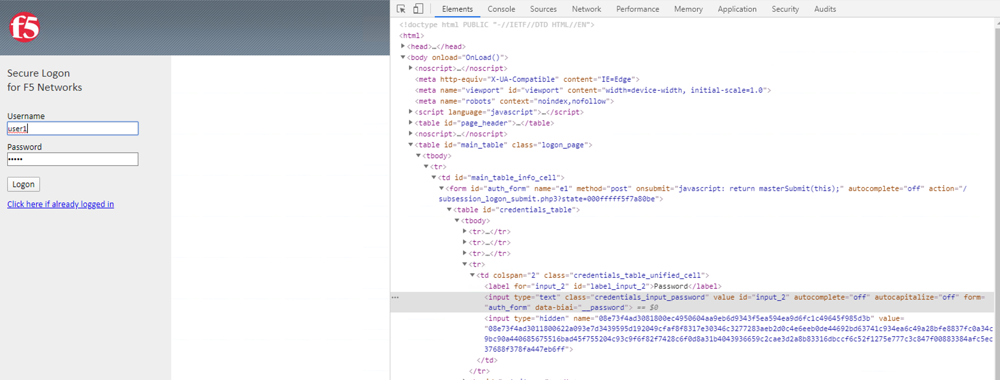 f5
Secure Logon
for F5 Networks
Username
user1
Password
•••••
Logon
Click here if already logged in
Elements Console Sources Network Performance Memory Application Security Audits
<!doctype html PUBLIC "-//IETF//DTD HTML//EN">
<html>
<head>…</head>
<body onload="OnLoad()">
<noscript>…</noscript>
<meta http-equiv="X-UA-Compatible" content="IE=Edge">
<meta name="viewport" id="viewport" content="width=device-width, initial-scale=1.0">
<meta name="robots" context="noindex,nofollow">
<script language="javascript">…</script>
<table id="page_header">…</table>
<noscript>…</noscript>
<table id="main_table" class="logon_page">
<tbody>
<tr>
<td id="main_table_info_cell">
<form id="auth_form" name="e1" method="post" onsubmit="javascript: return masterSubmit(this);" autocomplete="off" action="/
subsession_logon_submit.php3?state=000fffff5f7a80be">
<table id="credentials_table">
<tbody>
<tr>…</tr>
<tr>…</tr>
<tr>…</tr>
<tr>
<td colspan="2" class="credentials_table_unified_cell">
<label for="input_2" id="label_input_2">Password</label>
<input type="text" class="credentials_input_password" value id="input_2" autocomplete="off" autocapitalize="off" form=
"auth_form" data-biai="__password"> == $0
<input type="hidden" name="08e73f4ad3081800ec4950604aa9eb6d9343f5ea594ea9d6fc1c49645f985d3b" value=
"08e73f4ad3011800622a093e7d3439595d192049cfaf8f8317e30346c3277283aeb2d0c4e6eeb0de44692bd63741c934ea6c49a28bfe8837fc0a34c
9bc90a440685675516bad45f755204c93c9f6f82f7428c6f0d8a31b4043936659c2cae3d2a8b83316dbccf6c52f1275e777c3c847f00883384afc5ec
37688f378fa447eb6ff">
</td>
</tr>